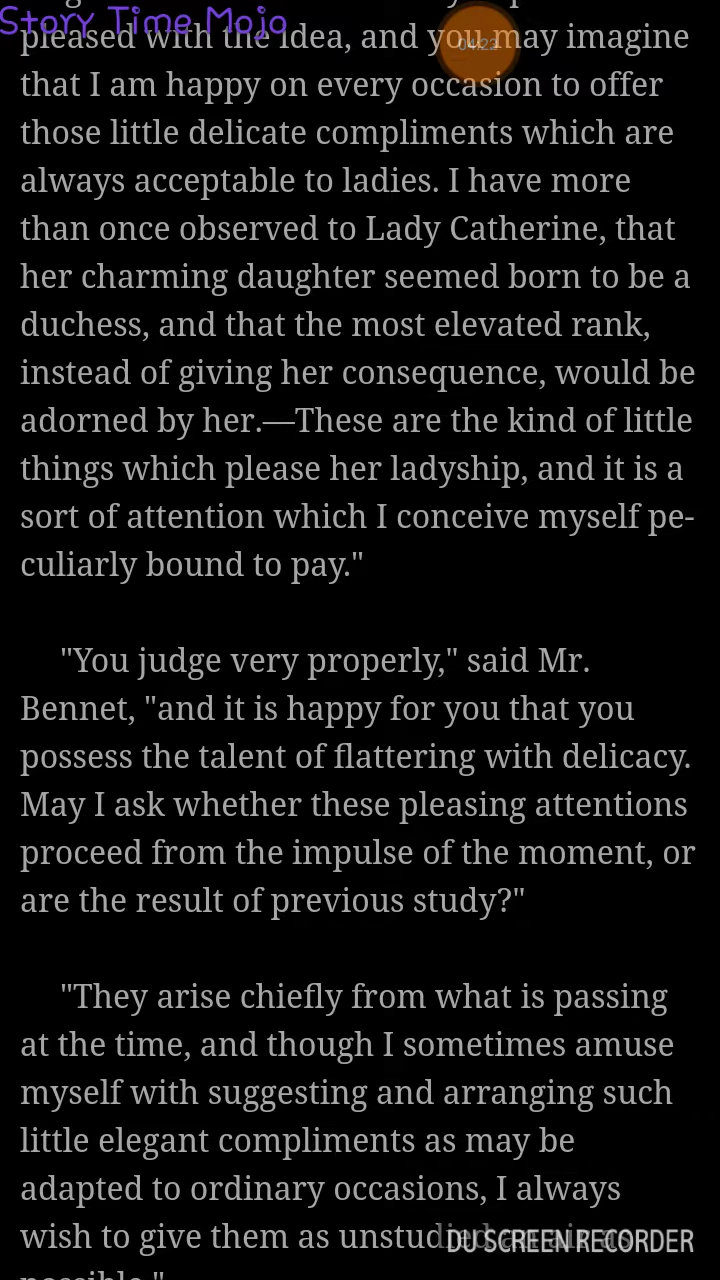 Story Time Mojo
pleased with the idea, and you may imagine
04:22
that I am happy on every occasion to offer
those little delicate compliments which are
always acceptable to ladies. I have more
than once observed to Lady Catherine, that
her charming daughter seemed born to be a
duchess, and that the most elevated rank,
instead of giving her consequence, would be
adorned by her.—These are the kind of little
things which please her ladyship, and it is a
sort of attention which I conceive myself pe-
culiarly bound to pay."
"You judge very properly," said Mr.
Bennet, "and it is happy for you that you
possess the talent of flattering with delicacy.
May I ask whether these pleasing attentions
proceed from the impulse of the moment, or
are the result of previous study?"
"They arise chiefly from what is passing
at the time, and though I sometimes amuse
myself with suggesting and arranging such
little elegant compliments as may be
adapted to ordinary occasions, I always
wish to give them as unstudied an air as
DU SCREEN RECORDER
possible."